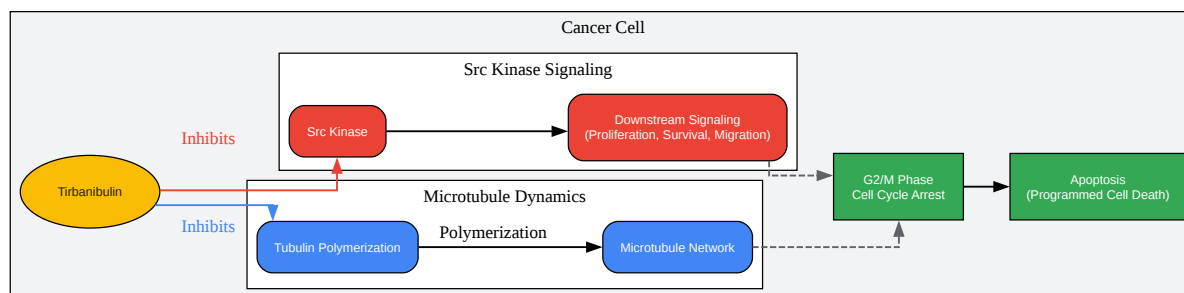 Cancer Cell
Src Kinase Signaling
Src Kinase
Downstream Signaling
(Proliferation, Survival, Migration)
Inhibits
Tirbanibulin
Inhibits
Microtubule Dynamics
Tubulin Polymerization
Polymerization
Microtubule Network
G2/M Phase
Cell Cycle Arrest
Apoptosis
(Programmed Cell Death)